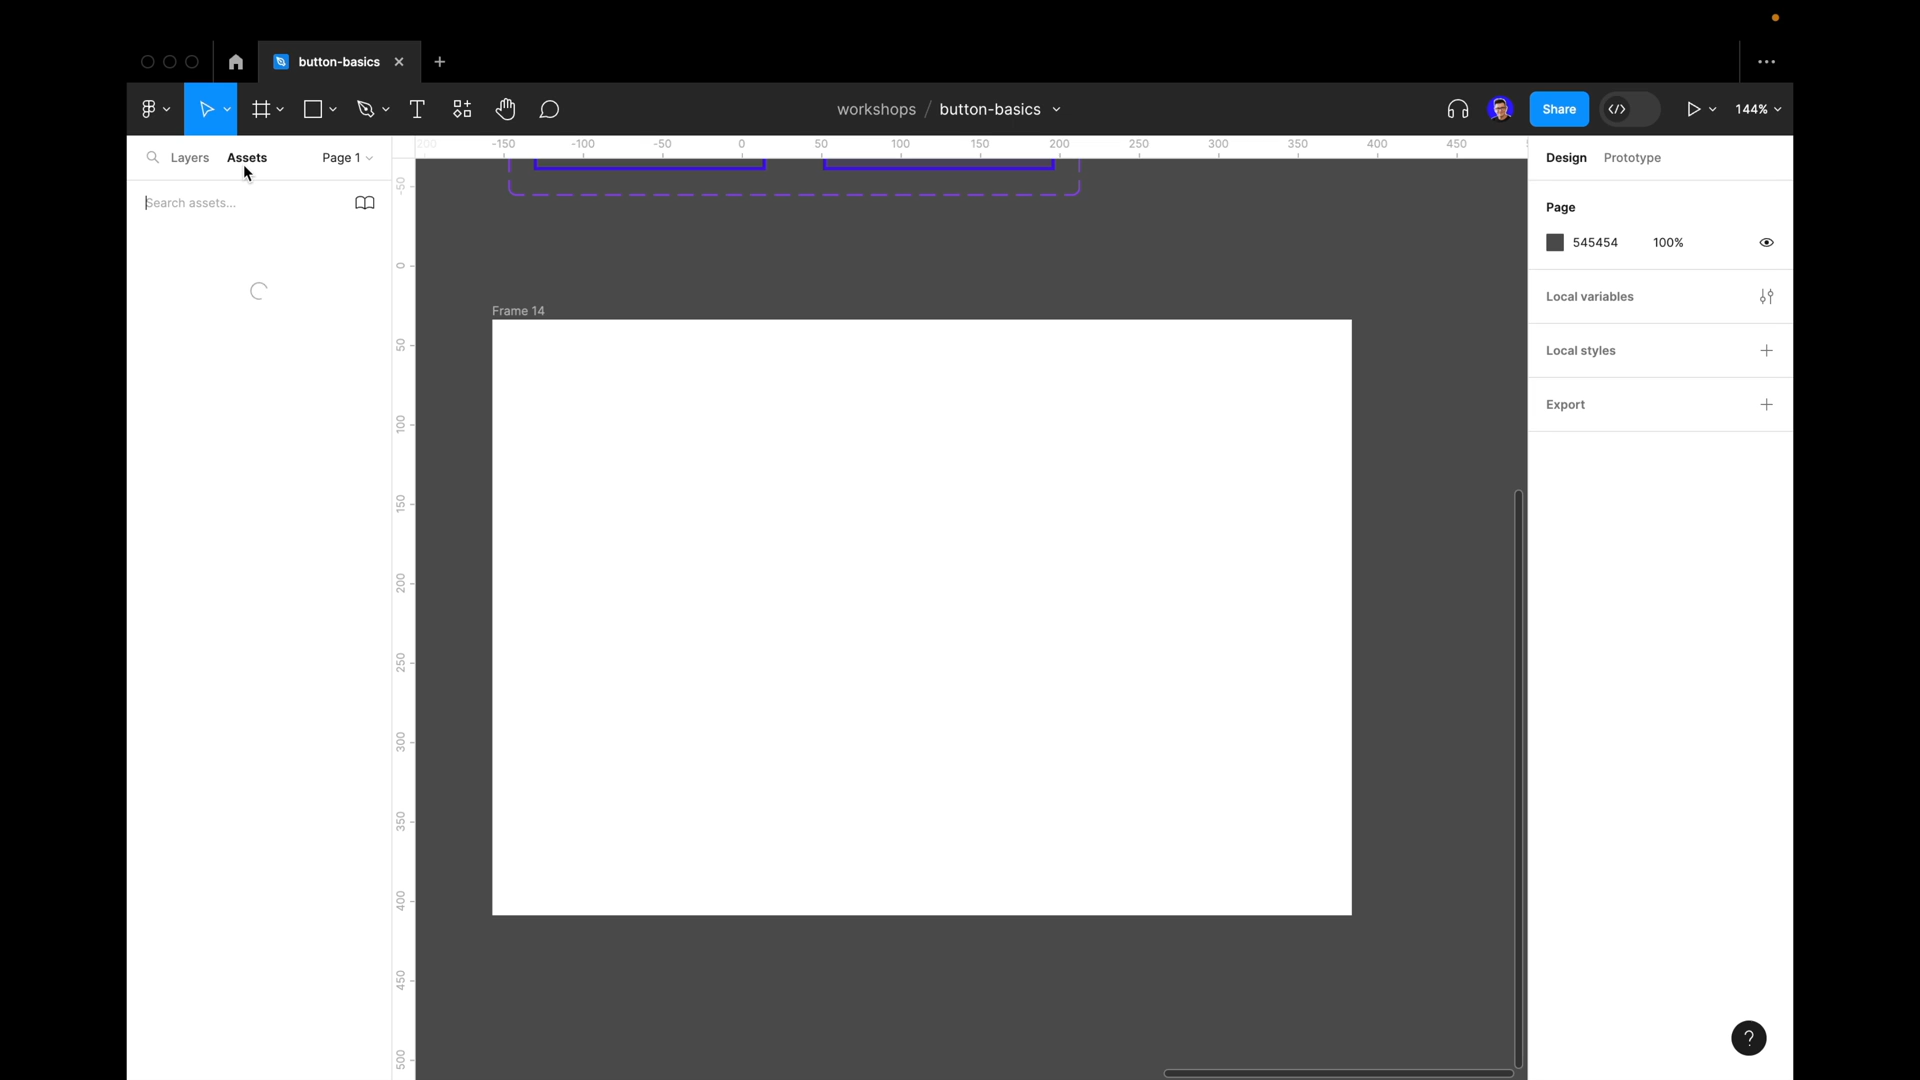 button-basics
workshops / button-basics
Share
144%
Layers
Assets
Page 1
Search assets...
200
-150
-100
-50
0
50
100
150
200
250
300
350
400
450
-50
0
50
100
150
200
250
300
350
400
450
500
Frame 14
Design
Prototype
Page
545454
100%
Local variables
Local styles
Export
?